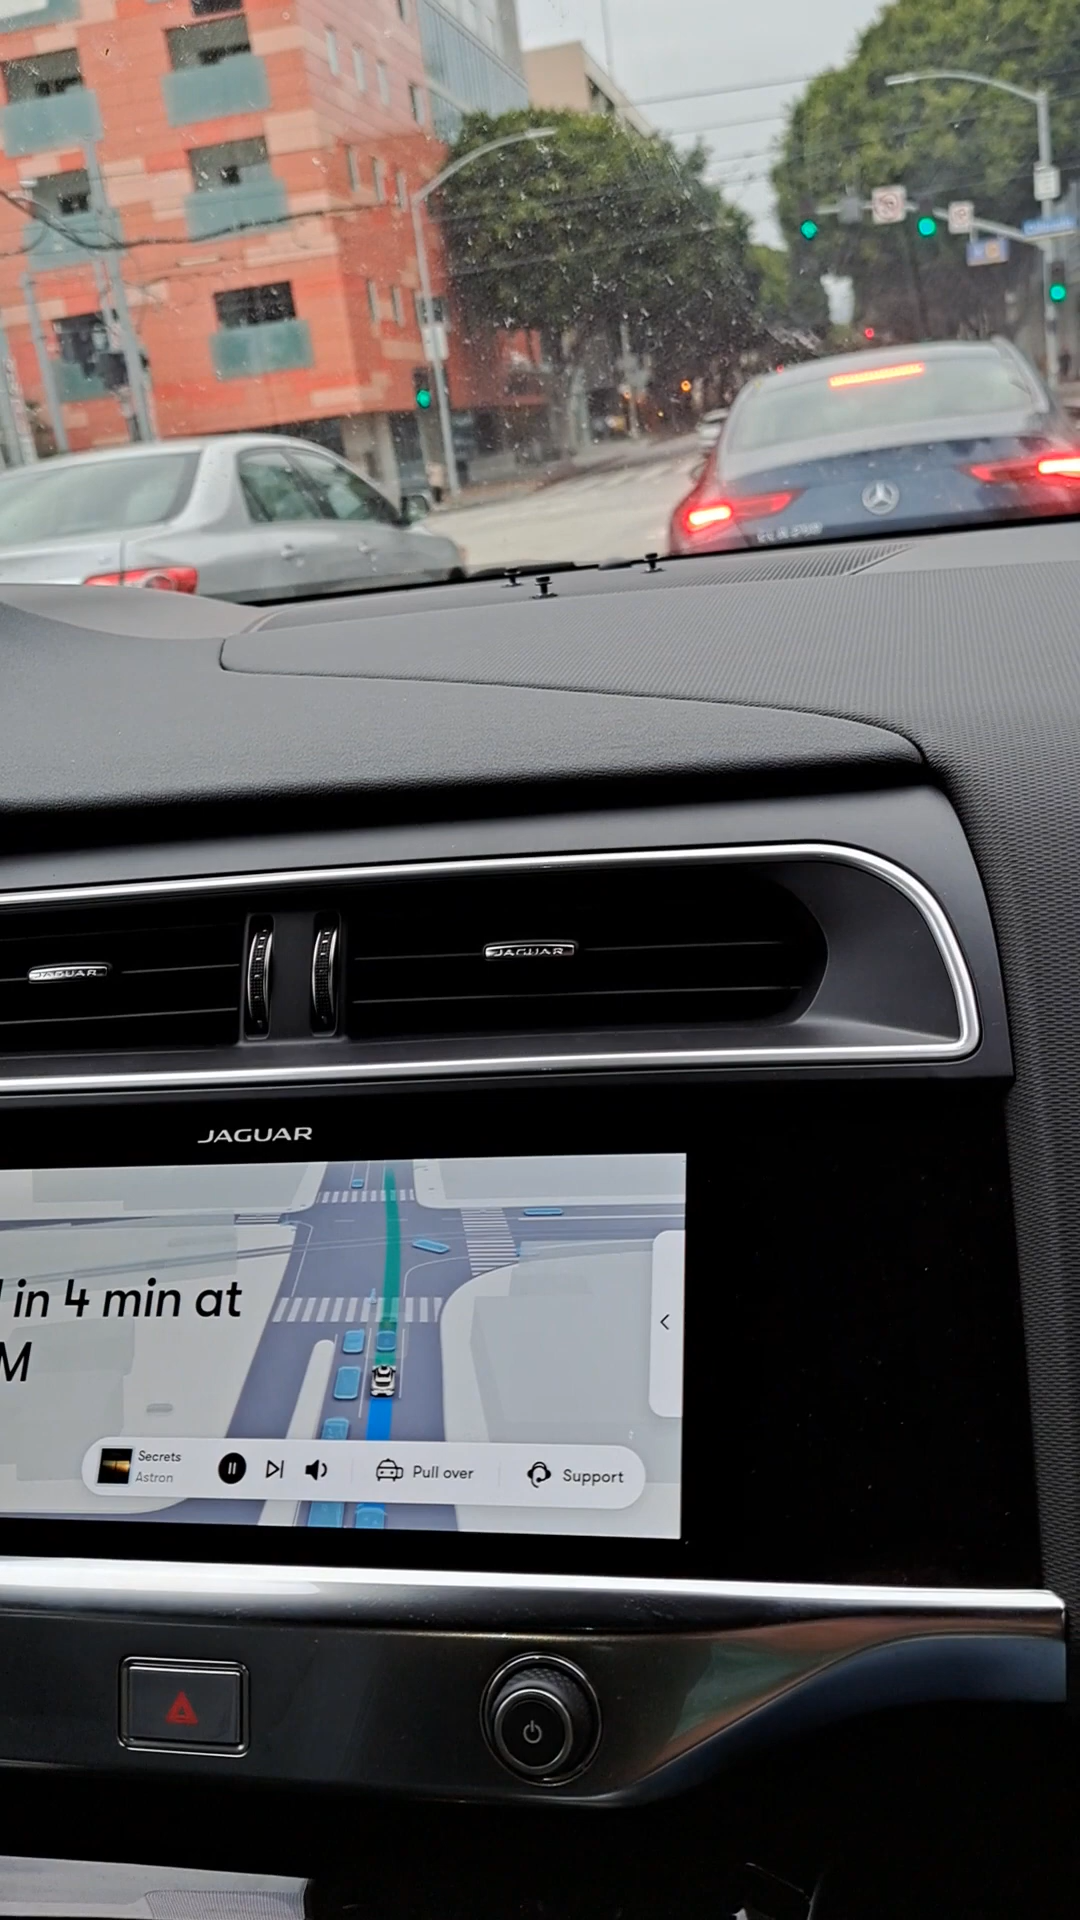 JAGUAR
JAGUAR
JAGUAR
in 4 min at
M
Secrets
Astron
Pull over
Support